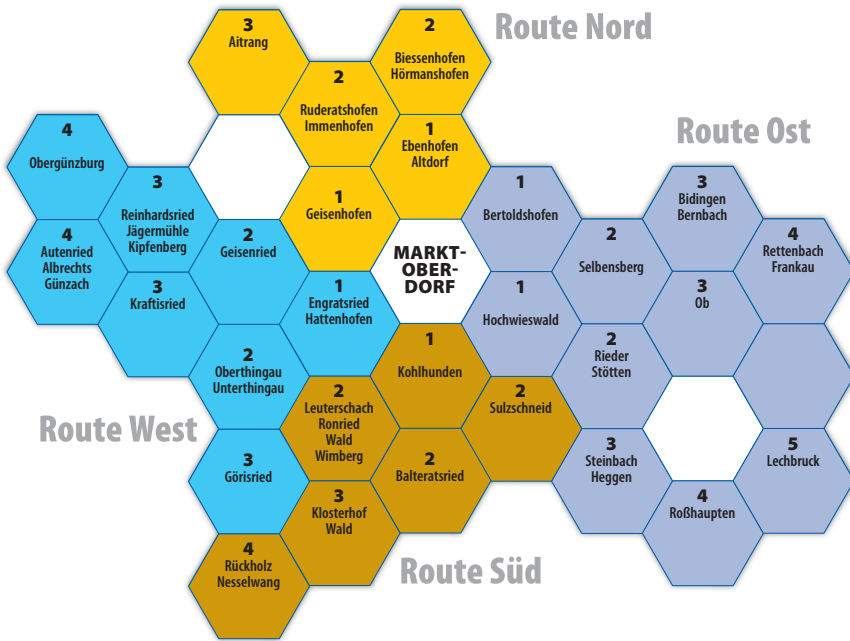 Route Nord
3
Aitrang
2
Biessenhofen
Hörmanshofen
2
Ruderatshofen
Immenhofen
1
Ebenhofen
Altdorf
1
Geisenhofen
Route Ost
4
Obergünzburg
3
Reinhardsried
Jägermühle
Kipfenberg
2
Geisenried
4
Autenried
Albrechts
Günzach
3
Kraftisried
1
Engratsried
Hattenhofen
2
Oberthingau
Unterthingau
3
Görisried
Route West
MARKT-
OBER-
DORF
1
Bertoldshofen
2
Selbensberg
3
Bidingen
Bernbach
4
Rettenbach
Frankau
1
Hochwieswald
3
Ob
2
Rieder
Stötten
3
Steinbach
Heggen
4
Roßhaupten
5
Lechbruck
1
Kohlhunden
2
Leuterschach
Ronried
Wald
Wimberg
2
Sulzschneid
2
Balteratsried
3
Klosterhof
Wald
4
Rückholz
Nesselwang
Route Süd